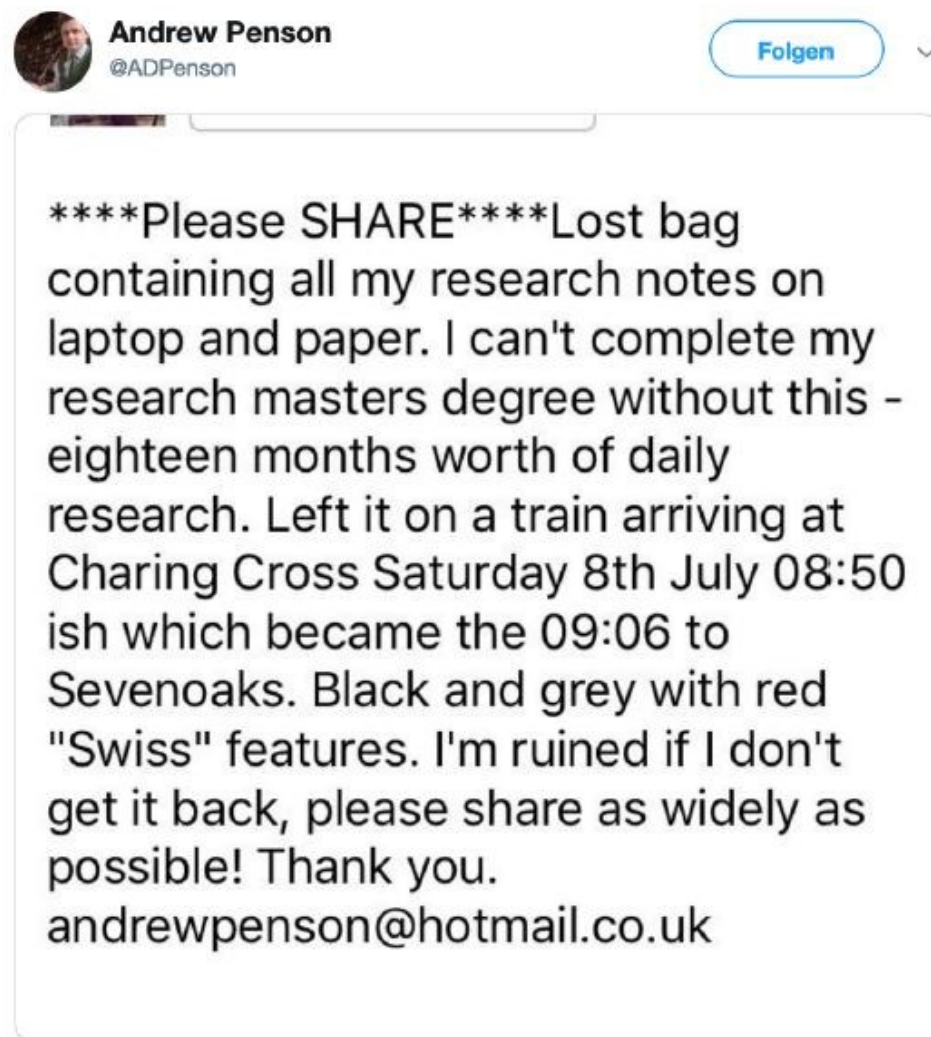 Andrew Penson
@ADPenson
Folgen
****Please SHARE****Lost bag
containing all my research notes on
laptop and paper. I can't complete my
research masters degree without this -
eighteen months worth of daily
research. Left it on a train arriving at
Charing Cross Saturday 8th July 08:50
ish which became the 09:06 to
Sevenoaks. Black and grey with red
"Swiss" features. I'm ruined if I don't
get it back, please share as widely as
possible! Thank you.
andrewpenson@hotmail.co.uk